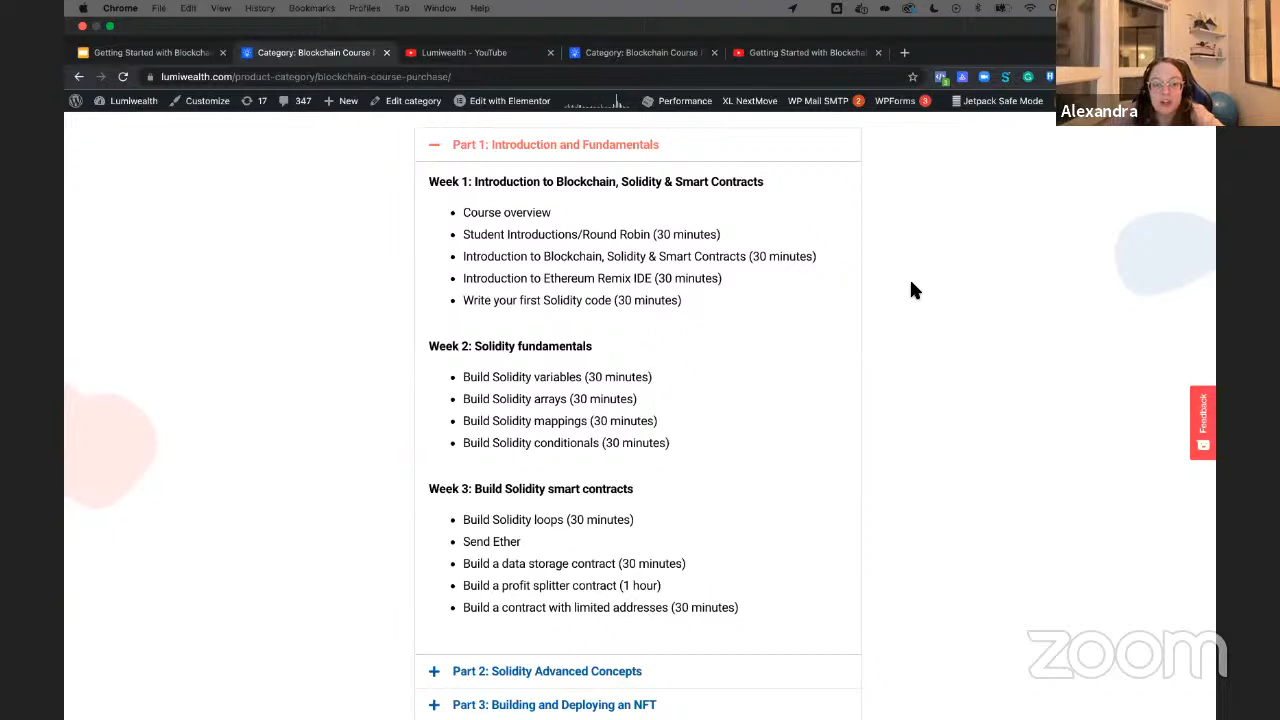 Chrome File Edit View History Bookmarks Profiles Tab Window Help
Getting Started with Blockcha × Category: Blockchain Course × Lumiwealth - YouTube × Category: Blockchain Course × Getting Started with Blockcha ×
lumiwealth.com/product-category/blockchain-course-purchase/
Lumiwealth Customize 17 347 + New Edit category Edit with Elementor Performance XL NextMove WP Mail SMTP 2 WPForms 3 Jetpack Safe Mode
Alexandra
Part 1: Introduction and Fundamentals
Week 1: Introduction to Blockchain, Solidity & Smart Contracts
• Course overview
• Student Introductions/Round Robin (30 minutes)
• Introduction to Blockchain, Solidity & Smart Contracts (30 minutes)
• Introduction to Ethereum Remix IDE (30 minutes)
• Write your first Solidity code (30 minutes)
Week 2: Solidity fundamentals
• Build Solidity variables (30 minutes)
• Build Solidity arrays (30 minutes)
• Build Solidity mappings (30 minutes)
• Build Solidity conditionals (30 minutes)
Week 3: Build Solidity smart contracts
• Build Solidity loops (30 minutes)
• Send Ether
• Build a data storage contract (30 minutes)
• Build a profit splitter contract (1 hour)
• Build a contract with limited addresses (30 minutes)
Part 2: Solidity Advanced Concepts
Part 3: Building and Deploying an NFT
Feedback
zoom